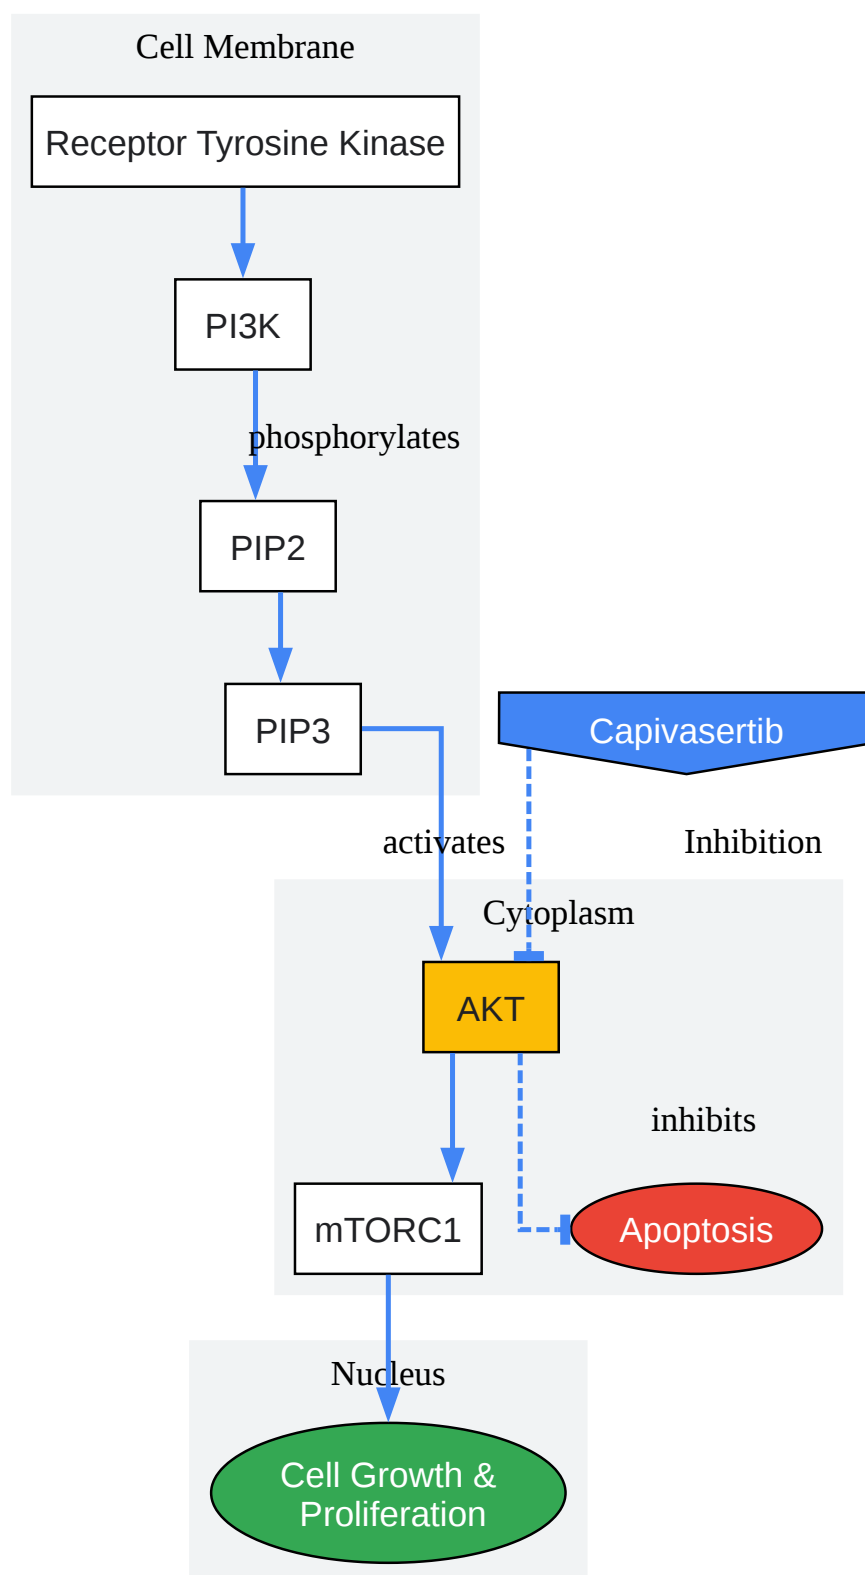 Cell Membrane
Receptor Tyrosine Kinase
PI3K
phosphorylates
PIP2
PIP3
Capivasertib
activates
Inhibition
Cytoplasm
AKT
inhibits
mTORC1
Apoptosis
Nucleus
Cell Growth &
Proliferation